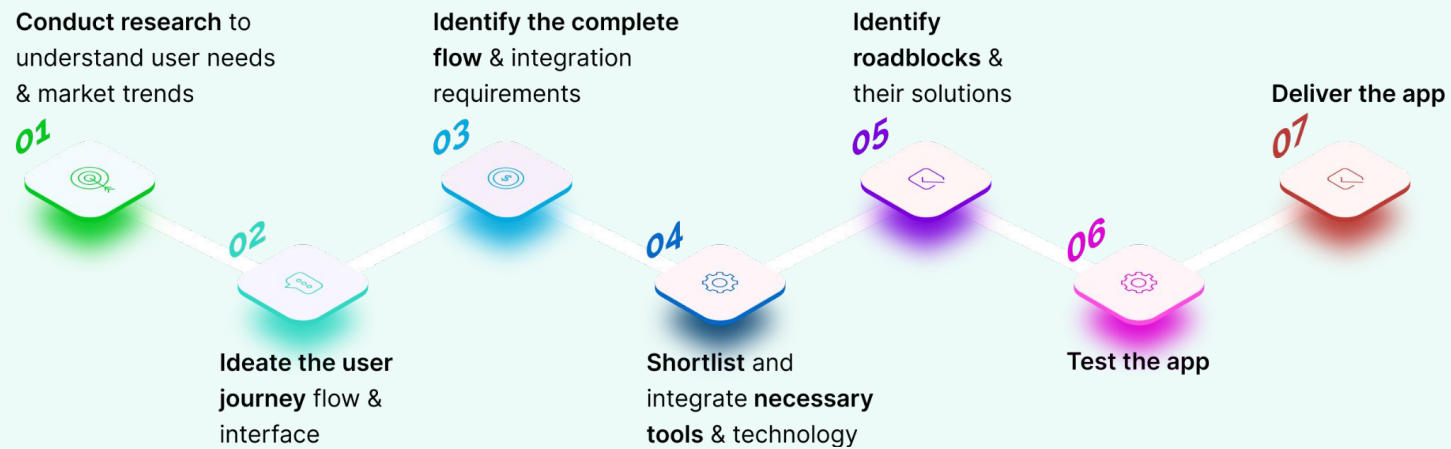 01
Conduct research to
understand user needs
& market trends
02
Ideate the user
journey flow &
interface
03
Identify the complete
flow & integration
requirements
04
Shortlist and
integrate necessary
tools & technology
05
Identify
roadblocks &
their solutions
06
Test the app
07
Deliver the app